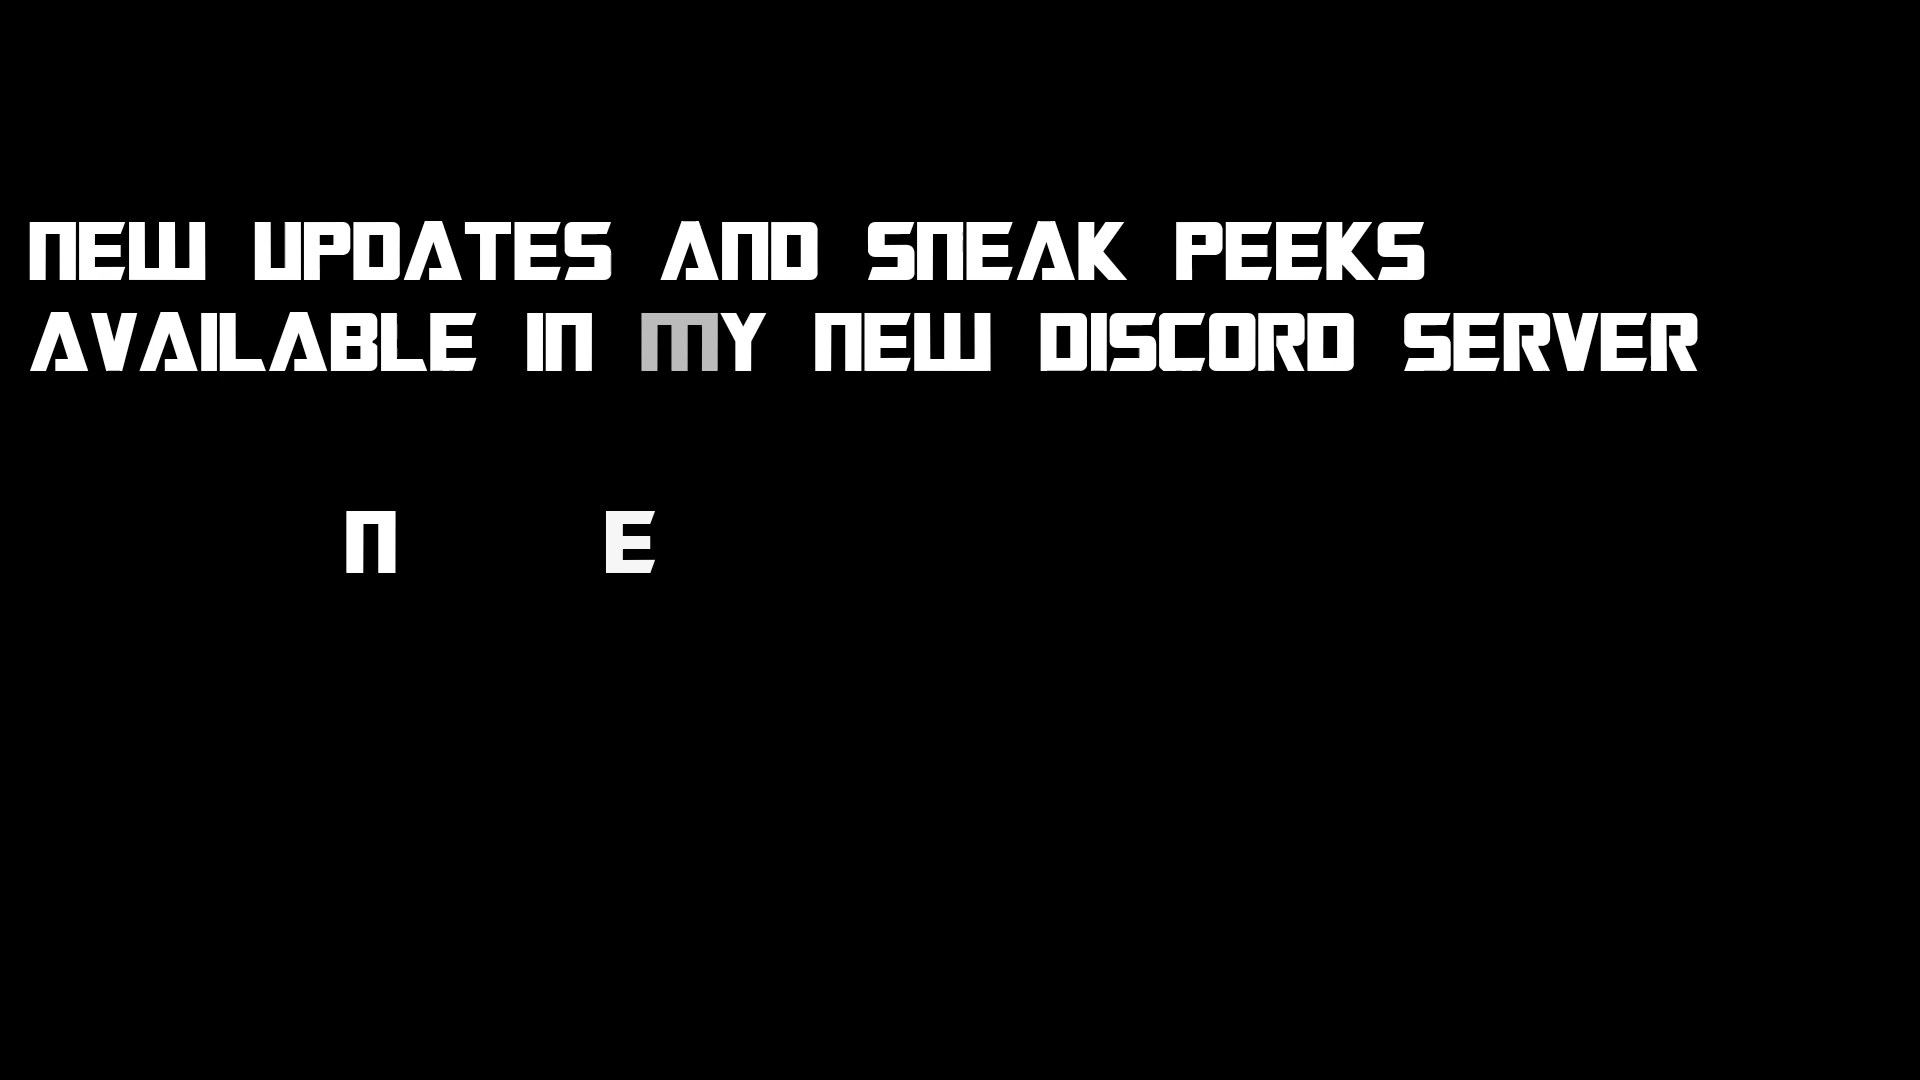 NEW UPDATES AND SNEAK PEEKS
AVAILABLE IN MY NEW DISCORD SERVER
N E